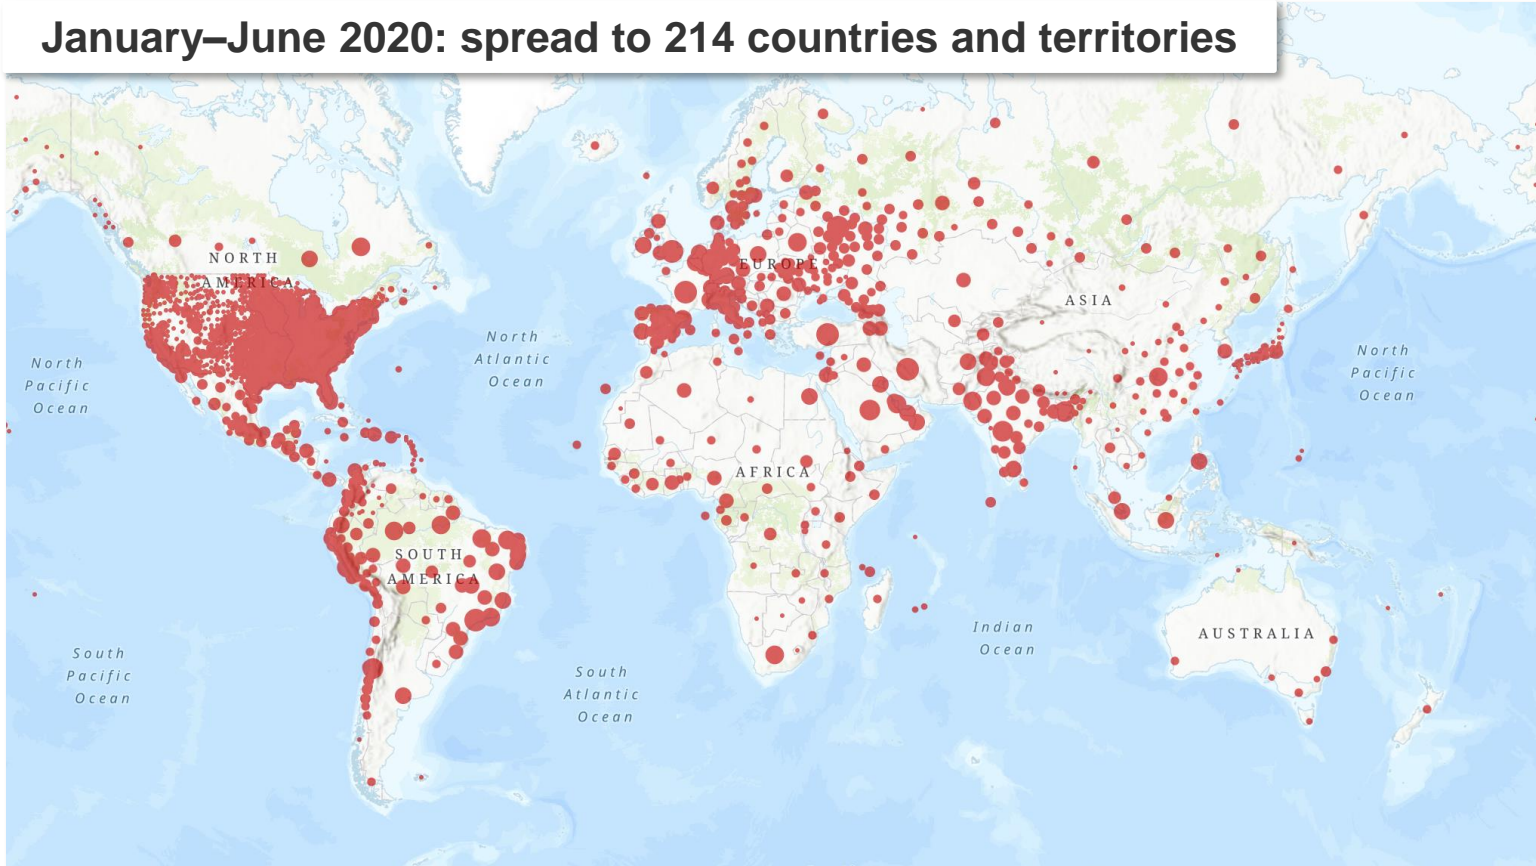 January–June 2020: spread to 214 countries and territories
NORTH
AMERICA
EUROPE
ASIA
North
Pacific
Ocean
North
Atlantic
Ocean
North
Pacific
Ocean
AFRICA
SOUTH
AMERICA
Indian
Ocean
AUSTRALIA
South
Pacific
Ocean
South
Atlantic
Ocean